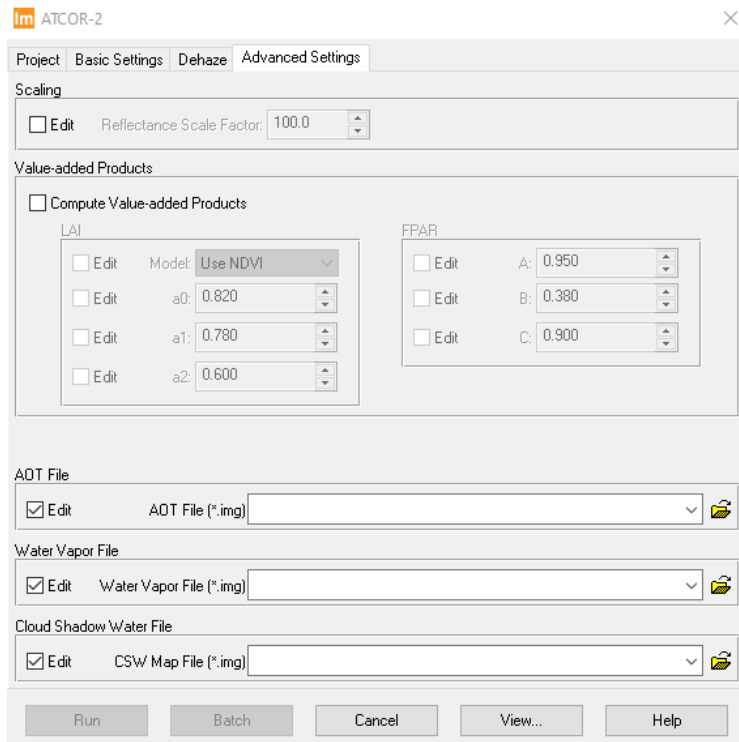 Im ATCOR-2
Project Basic Settings Dehaze Advanced Settings
Scaling
Edit Reflectance Scale Factor: 100.0
Value-added Products
Compute Value-added Products
LAI FPAR
Edit Model: Use NDVI Edit A: 0.950
Edit a0: 0.820 Edit B: 0.380
Edit a1: 0.780 Edit C: 0.900
Edit a2: 0.600
AOT File
Edit AOT File (*.img)
Water Vapor File
Edit Water Vapor File (*.img)
Cloud Shadow Water File
Edit CSW Map File (*.img)
Run Batch Cancel View... Help